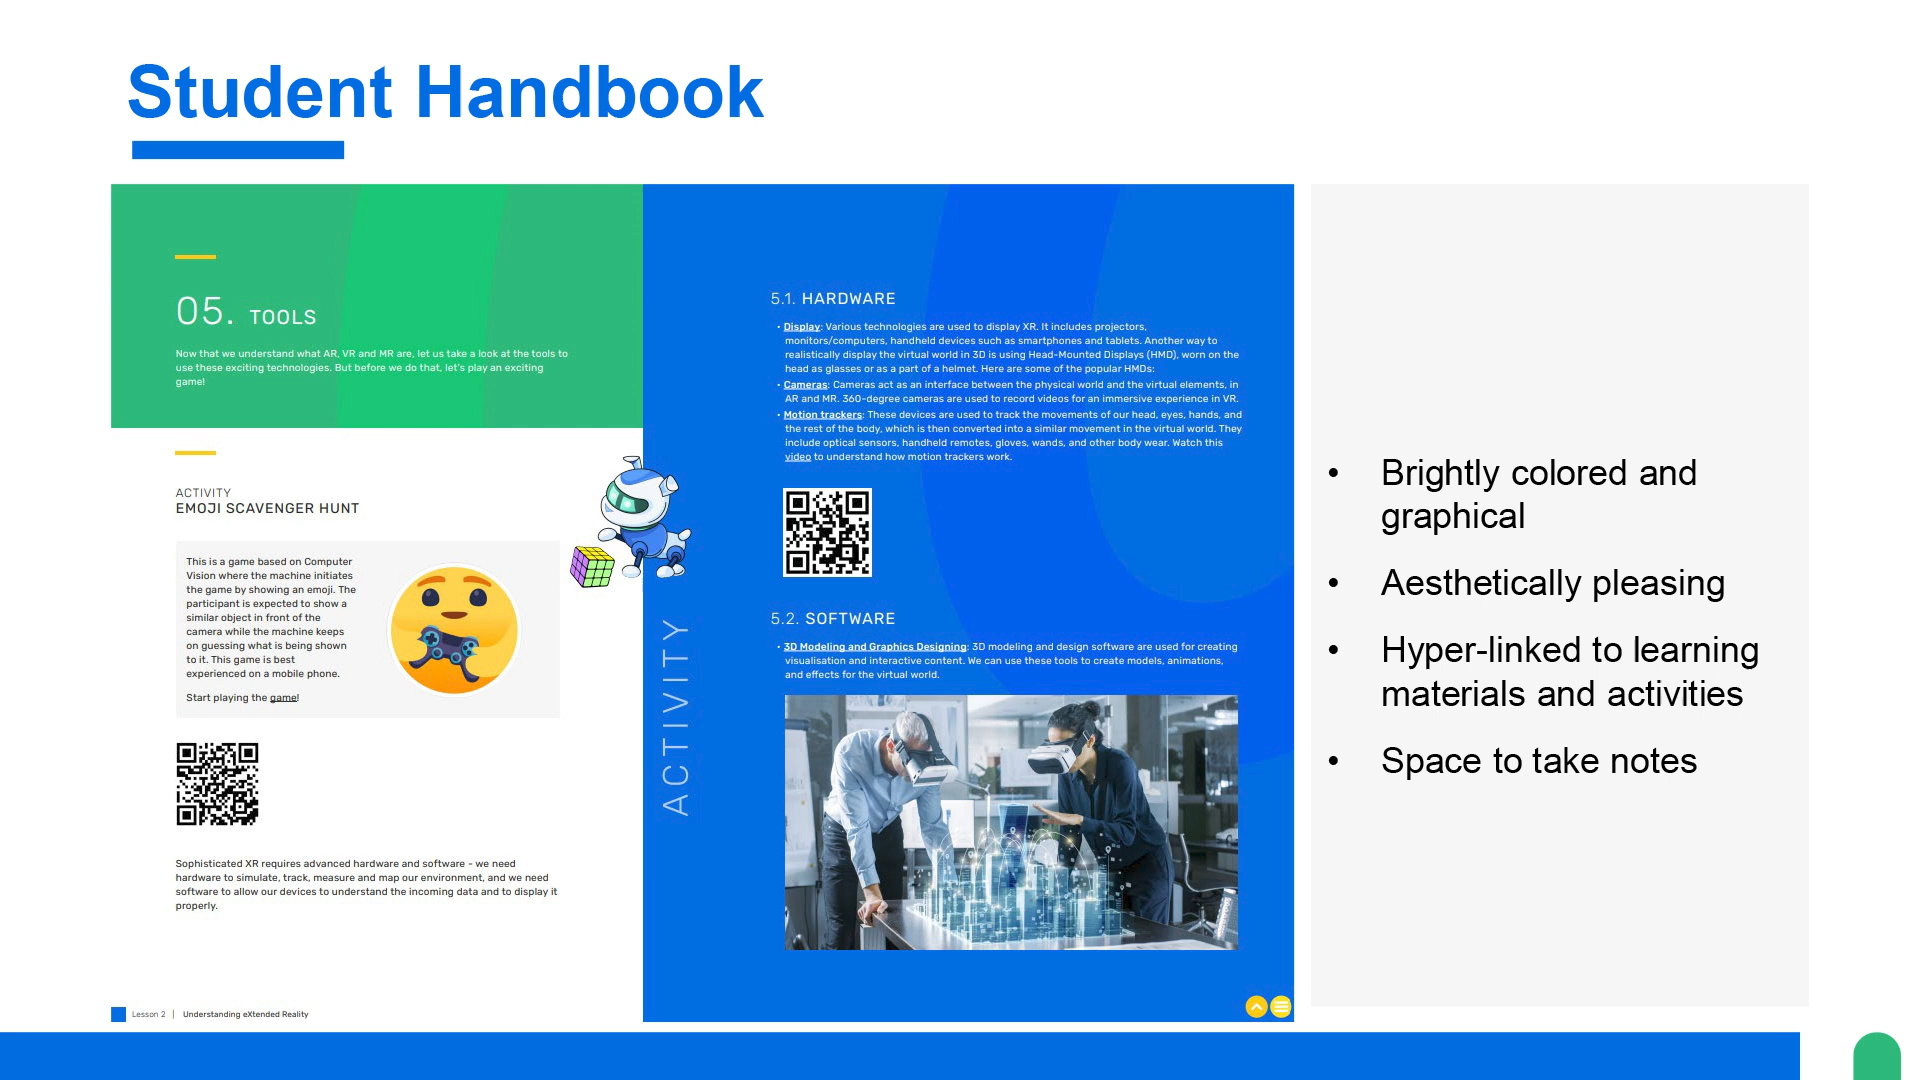 Student Handbook
05. TOOLS
Now that we understand what AR, VR and MR are, let us take a look at the tools to
use these exciting technologies. But before we do that, let's play an exciting
game!
ACTIVITY
EMOJI SCAVENGER HUNT
This is a game based on Computer
Vision where the machine initiates
the game by showing an emoji. The
participant is expected to show a
similar object in front of the
camera while the machine keeps
on guessing what is being shown
to it. This game is best
experienced on a mobile phone.
Start playing the game!
Sophisticated XR requires advanced hardware and software - we need
hardware to simulate, track, measure and map our environment, and we need
software to allow our devices to understand the incoming data and to display it
properly.
Lesson 2 | Understanding eXtended Reality
ACTIVITY
5.1. HARDWARE
• Display: Various technologies are used to display XR. It includes projectors,
monitors/computers, handheld devices such as smartphones and tablets. Another way to
realistically display the virtual world in 3D is using Head-Mounted Displays (HMD), worn on the
head as glasses or as a part of a helmet. Here are some of the popular HMDs:
• Cameras: Cameras act as an interface between the physical world and the virtual elements, in
AR and MR. 360-degree cameras are used to record videos for an immersive experience in VR.
• Motion trackers: These devices are used to track the movements of our head, eyes, hands, and
the rest of the body, which is then converted into a similar movement in the virtual world. They
include optical sensors, handheld remotes, gloves, wands, and other body wear. Watch this
video to understand how motion trackers work.
5.2. SOFTWARE
• 3D Modeling and Graphics Designing: 3D modeling and design software are used for creating
visualisation and interactive content. We can use these tools to create models, animations,
and effects for the virtual world.
• Brightly colored and
graphical
• Aesthetically pleasing
• Hyper-linked to learning
materials and activities
• Space to take notes